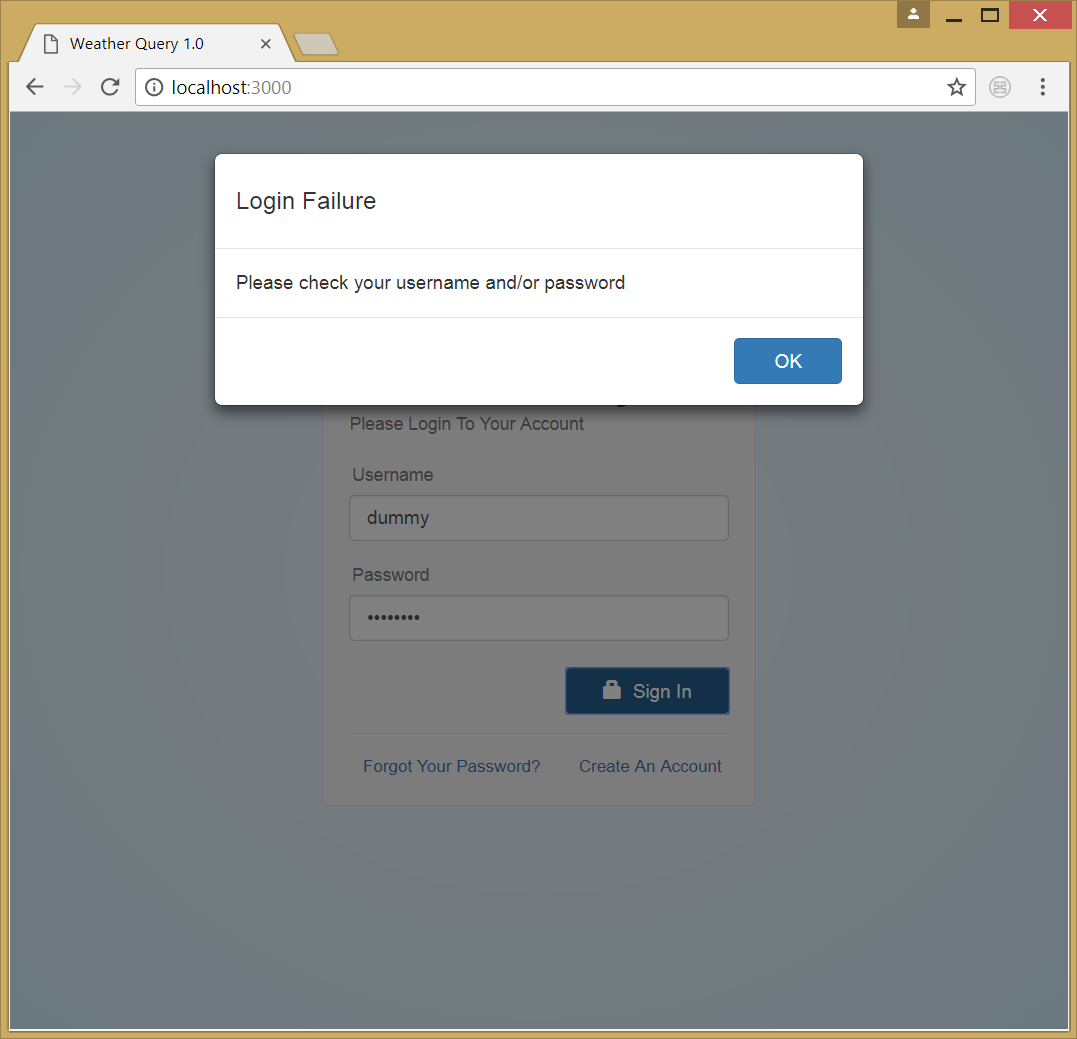 Weather Query 1.0
localhost:3000
Login Failure
Please check your username and/or password
OK
Please Login To Your Account
Username
dummy
Password
••••••••
Sign In
Forgot Your Password? Create An Account